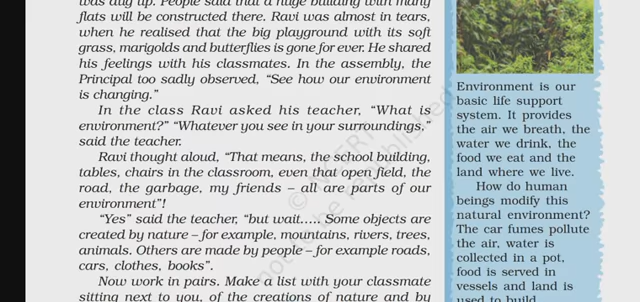 was dug up. People said that a huge building with many
flats will be constructed there. Ravi was almost in tears,
when he realised that the big playground with its soft
grass, marigolds and butterflies is gone for ever. He shared
his feelings with his classmates. In the assembly, the
Principal too sadly observed, “See how our environment
is changing.”
In the class Ravi asked his teacher, “What is
environment?” “Whatever you see in your surroundings,”
said the teacher.
Ravi thought aloud, “That means, the school building,
tables, chairs in the classroom, even that open field, the
road, the garbage, my friends – all are parts of our
environment”!
“Yes” said the teacher, “but wait..... Some objects are
created by nature – for example, mountains, rivers, trees,
animals. Others are made by people – for example roads,
cars, clothes, books”.
Now work in pairs. Make a list with your classmate
sitting next to you, of the creations of nature and by
Environment is our
basic life support
system. It provides
the air we breath, the
water we drink, the
food we eat and the
land where we live.
How do human
beings modify this
natural environment?
The car fumes pollute
the air, water is
collected in a pot,
food is served in
vessels and land is
used to build
© NCERT
not to be republished